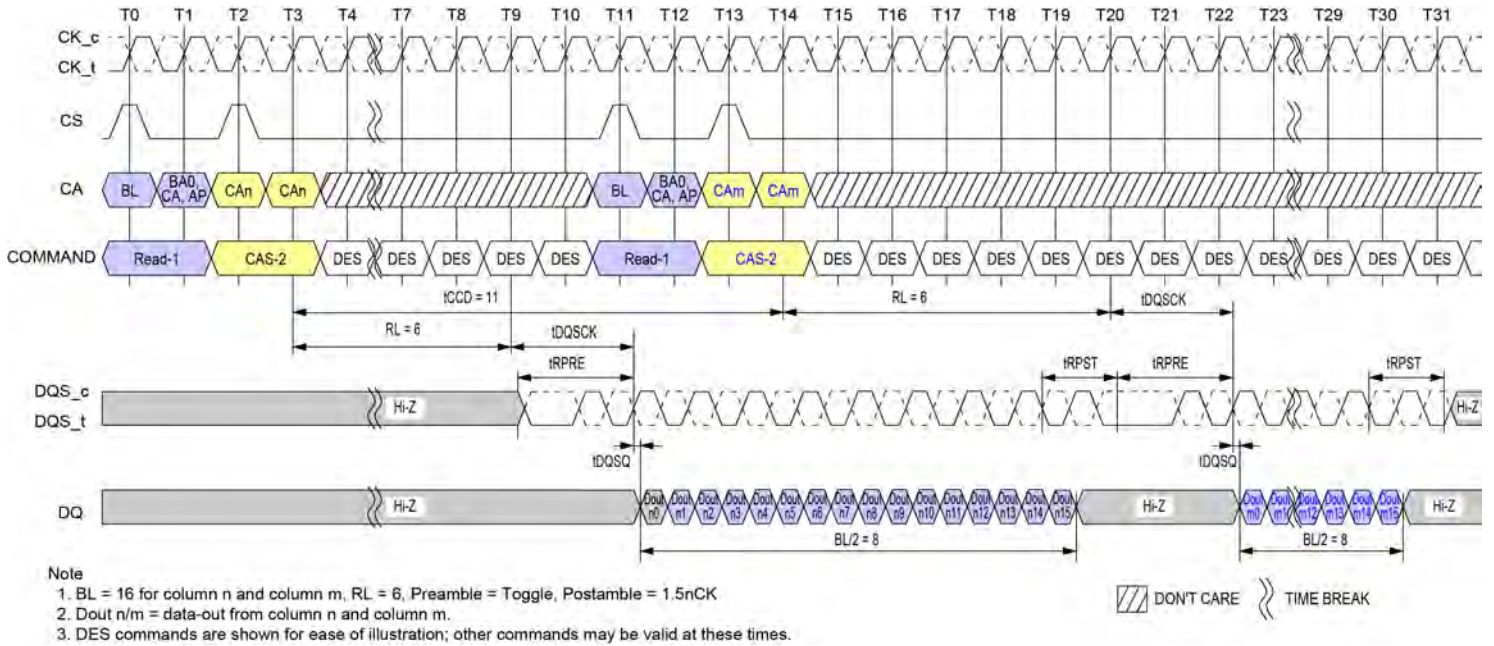 T0 T1 T2 T3 T4 T7 T8 T9 T10 T11 T12 T13 T14 T15 T16 T17 T18 T19 T20 T21 T22 T23 T29 T30 T31
CK_c
CK_t
CS
CA BL BA0, CA, AP CAn CAn BL BA0, CA, AP CAm CAm
COMMAND Read-1 CAS-2 DES DES DES DES DES Read-1 CAS-2 DES DES DES DES DES DES DES DES DES DES DES DES
tCCD = 11 RL = 6 tDQSCK
RL = 6 tDQSCK
tRPRE tRPST tRPRE tRPST
DQS_c
DQS_t
Hi-Z Hi-Z
tDQSQ tDQSQ
DQ Hi-Z Dout n0 Dout n1 Dout n2 Dout n3 Dout n4 Dout n5 Dout n6 Dout n7 Dout n8 Dout n9 Dout n10 Dout n11 Dout n12 Dout n13 Dout n14 Dout n15 Hi-Z Dout m0 Dout m1 Dout m12 Dout m13 Dout m14 Dout m15 Hi-Z
BL/2 = 8 BL/2 = 8
Note
1. BL = 16 for column n and column m, RL = 6, Preamble = Toggle, Postamble = 1.5nCK
2. Dout n/m = data-out from column n and column m.
3. DES commands are shown for ease of illustration; other commands may be valid at these times.
DON'T CARE TIME BREAK